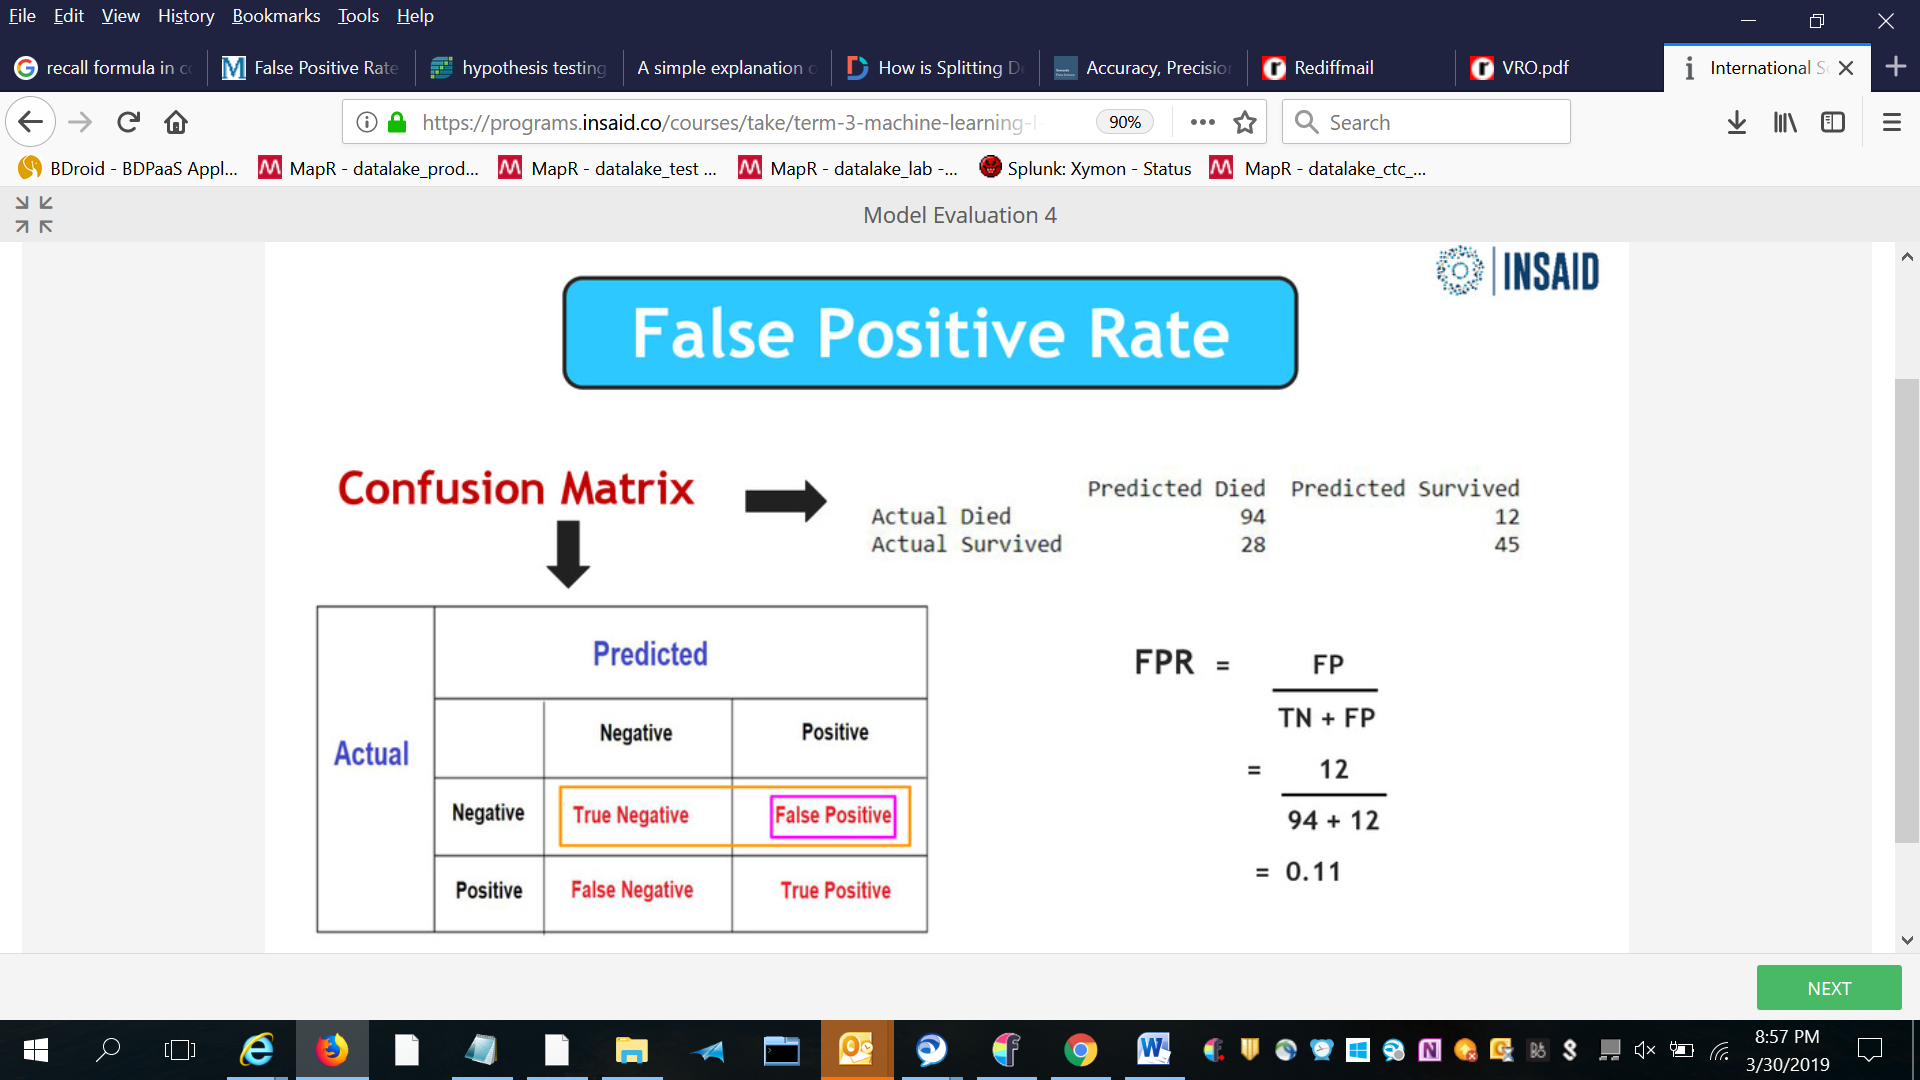 File Edit View History Bookmarks Tools Help
recall formula in co
False Positive Rate
hypothesis testing
A simple explanation o
How is Splitting De
Accuracy, Precision
Rediffmail
VRO.pdf
International S
https://programs.insaid.co/courses/take/term-3-machine-learning-l
90%
Search
BDroid - BDPaaS Appl...
MapR - datalake_prod...
MapR - datalake_test ...
MapR - datalake_lab -...
Splunk: Xymon - Status
MapR - datalake_ctc_...
Model Evaluation 4
INSAID
False Positive Rate
Confusion Matrix
Predicted Died Predicted Survived
Actual Died 94 12
Actual Survived 28 45
Predicted
Actual
Negative Positive
Negative True Negative False Positive
Positive False Negative True Positive
FPR = FP
TN + FP
= 12
94 + 12
= 0.11
NEXT
8:57 PM
3/30/2019